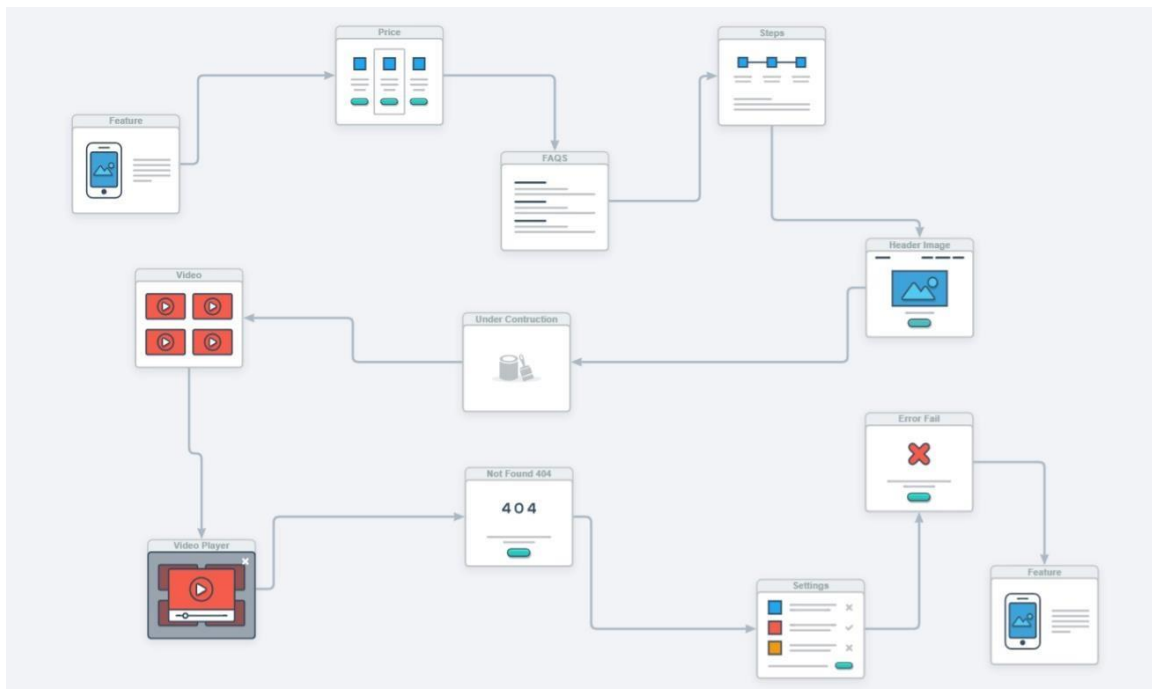 Price
Steps
Feature
FAQS
Header Image
Video
Under Contruction
Error Fail
Not Found 404
404
Video Player
Feature
Settings